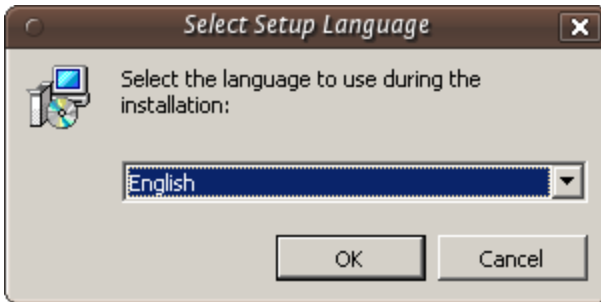 Select Setup Language
Select the language to use during the
installation:
English
OK
Cancel